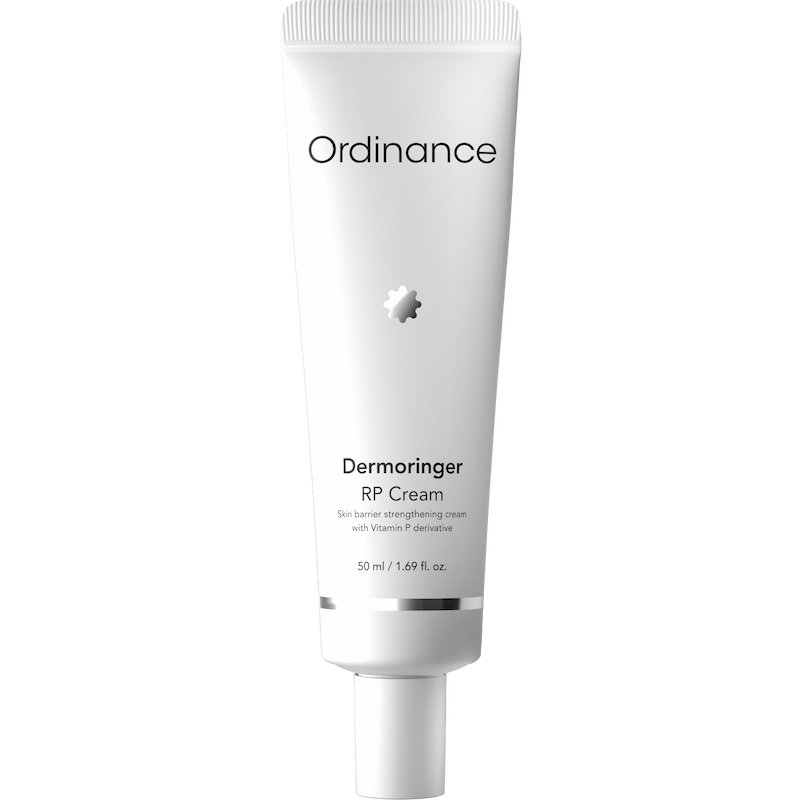 Ordinance
Dermoringer
RP Cream
Skin barrier strengthening cream
with Vitamin P derivative
50 ml / 1.69 fl. oz.